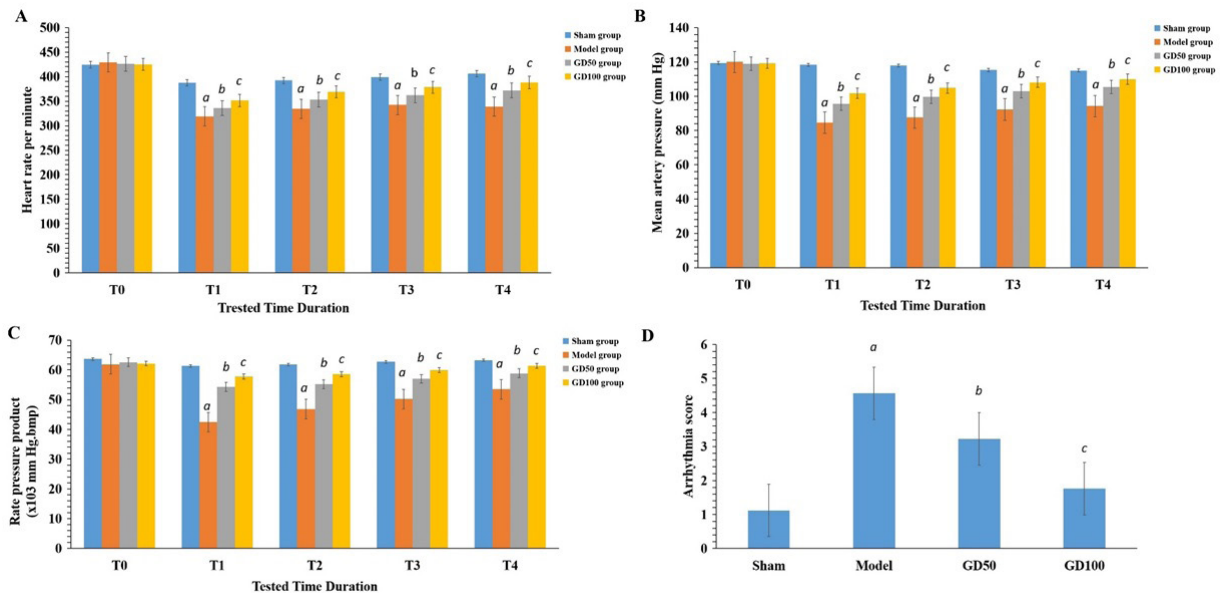 A
500
450
400
350
300
250
200
150
100
50
0
Heart rate per minute
Sham group
Model group
GD50 group
GD100 group
a b c
a b c
a b c
a b c
T0 T1 T2 T3 T4
Trested Time Duration
B
140
120
100
80
60
40
20
0
Mean artery pressure (mm Hg)
Sham group
Model group
GD50 group
GD100 group
a b c
a b c
a b c
a b c
T0 T1 T2 T3 T4
Tested Time Duration
C
70
60
50
40
30
20
10
0
Rate pressure product
(x103 mm Hg.bmp)
Sham group
Model group
GD50 group
GD100 group
a b c
a b c
a b c
a b c
T0 T1 T2 T3 T4
Tested Time Duration
D
6
5
4
3
2
1
0
Arrhythmia score
a
b
c
Sham Model GD50 GD100